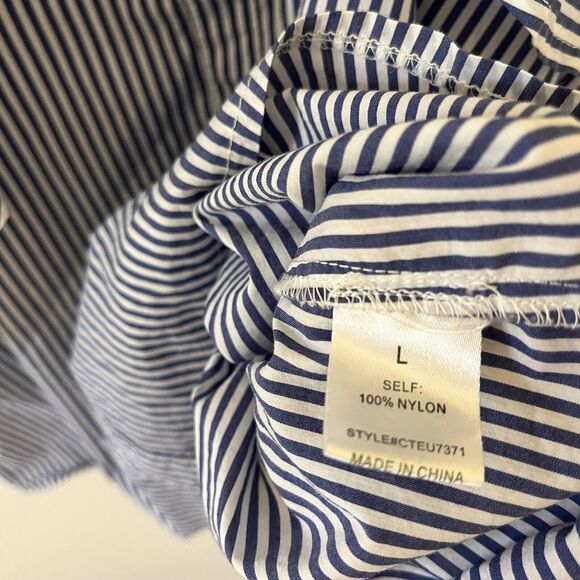 L
SELF:
100% NYLON
STYLE#CTEU7371
MADE IN CHINA